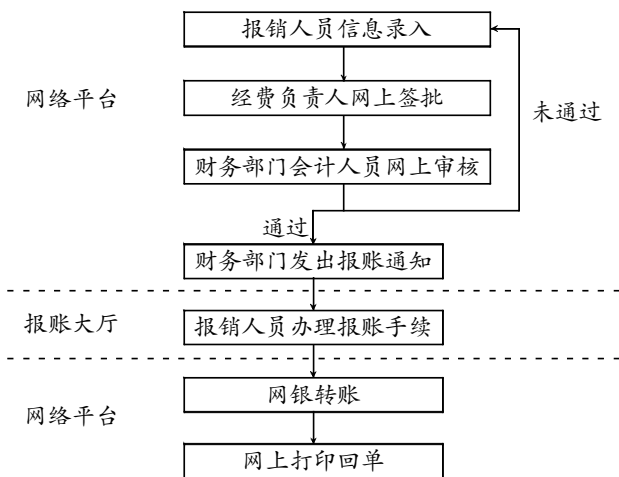 报销人员信息录入
网络平台
经费负责人网上签批
未通过
财务部门会计人员网上审核
通过
财务部门发出报账通知
报账大厅
报销人员办理报账手续
网银转账
网络平台
网上打印回单